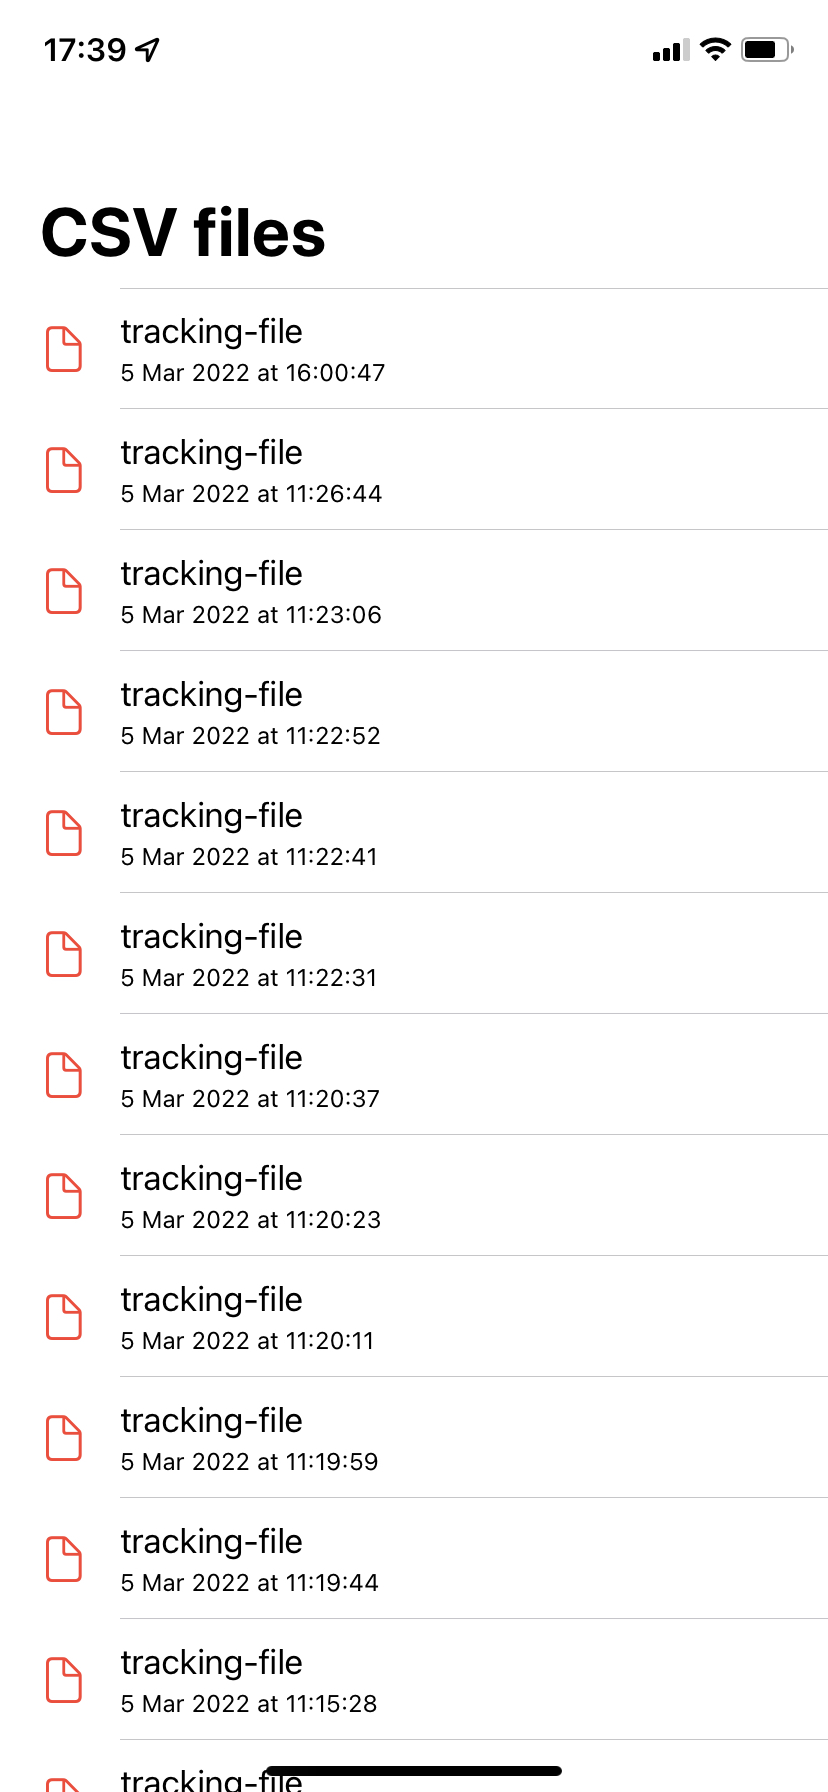 17:39
CSV files
tracking-file
5 Mar 2022 at 16:00:47
tracking-file
5 Mar 2022 at 11:26:44
tracking-file
5 Mar 2022 at 11:23:06
tracking-file
5 Mar 2022 at 11:22:52
tracking-file
5 Mar 2022 at 11:22:41
tracking-file
5 Mar 2022 at 11:22:31
tracking-file
5 Mar 2022 at 11:20:37
tracking-file
5 Mar 2022 at 11:20:23
tracking-file
5 Mar 2022 at 11:20:11
tracking-file
5 Mar 2022 at 11:19:59
tracking-file
5 Mar 2022 at 11:19:44
tracking-file
5 Mar 2022 at 11:15:28
tracking-file